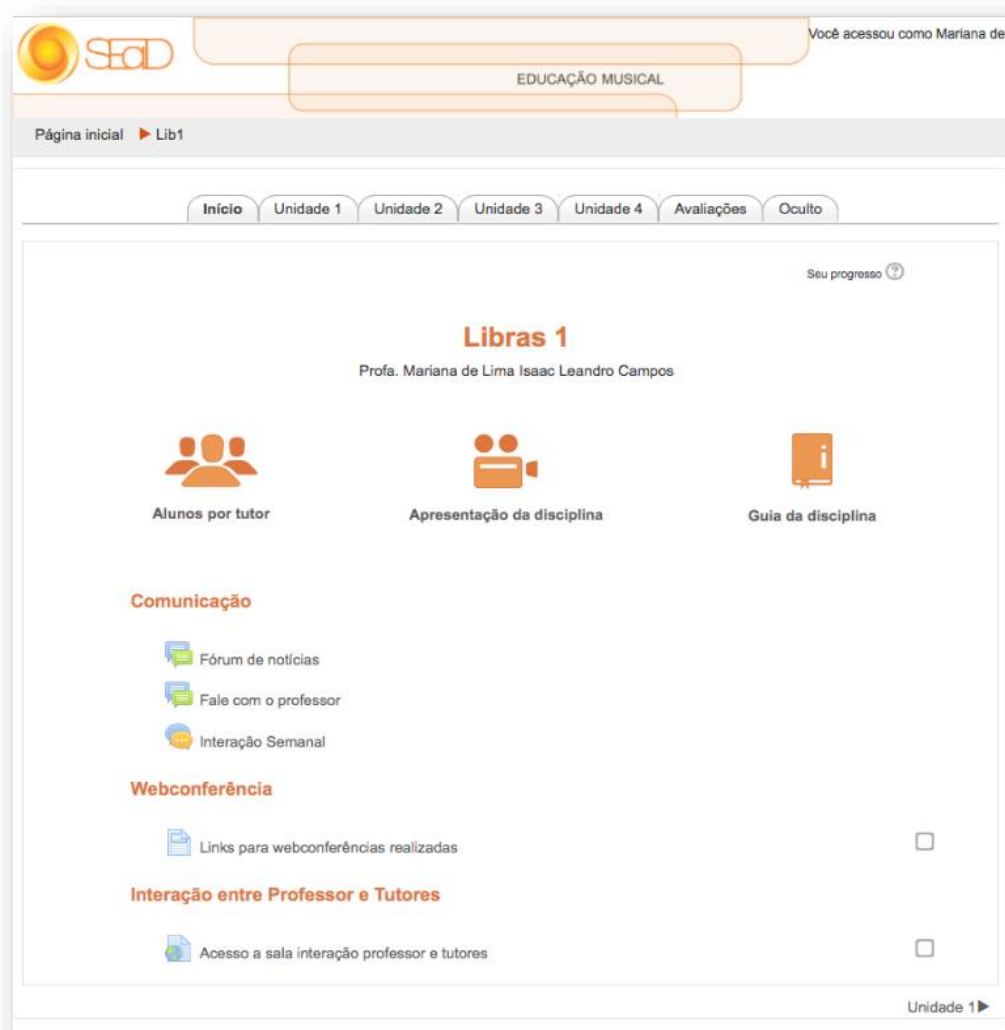 SEaD
Você acessou como Mariana de
EDUCAÇÃO MUSICAL
Página inicial ▶ Lib1
Início Unidade 1 Unidade 2 Unidade 3 Unidade 4 Avaliações Oculto
Seu progresso ?
Libras 1
Profa. Mariana de Lima Isaac Leandro Campos
i
Alunos por tutor Apresentação da disciplina Guia da disciplina
Comunicação
Fórum de notícias
Fale com o professor
Interação Semanal
Webconferência
Links para webconferências realizadas
Interação entre Professor e Tutores
Acesso a sala interação professor e tutores
Unidade 1▶